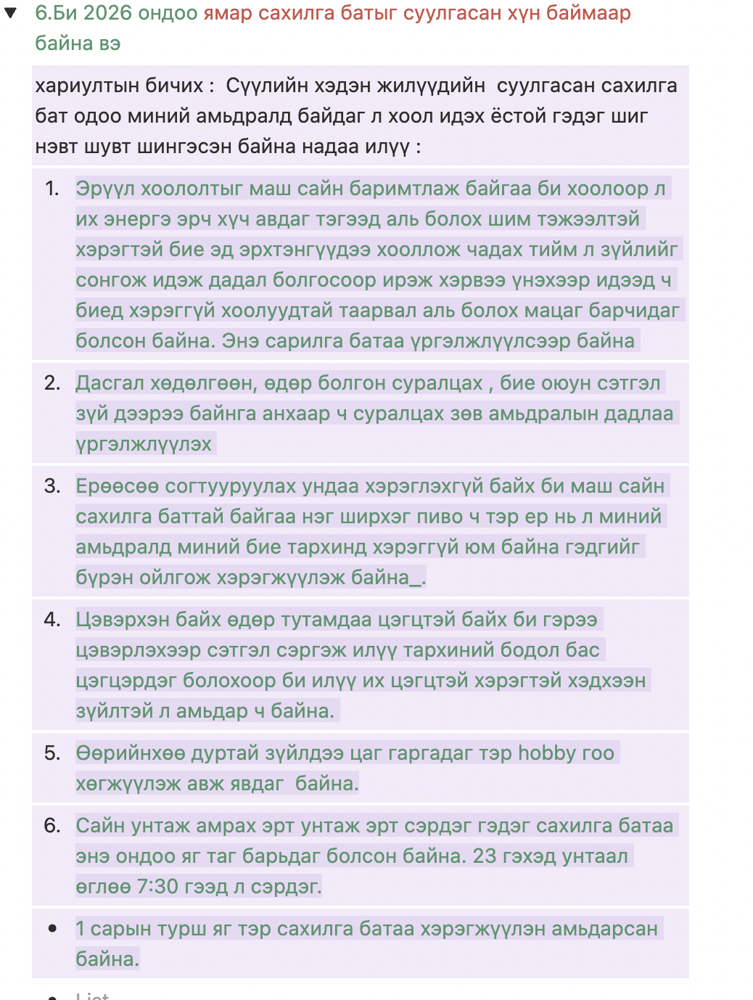 6.Би 2026 ондоо ямар сахилга батыг суулгасан хүн баймаар
байна вэ
хариултын бичих :  Сүүлийн хэдэн жилүүдийн  суулгасан сахилга
бат одоо миний амьдралд байдаг л хоол идэх ёстой гэдэг шиг
нэвт шувт шингэсэн байна надаа илүү :
1. Эрүүл хоололтыг маш сайн баримтлаж байгаа би хоолоор л
их энергэ эрч хүч авдаг тэгээд аль болох шим тэжээлтэй
хэрэгтэй бие эд эрхтэнгүүдээ хооллож чадах тийм л зүйлийг
сонгож идэж дадал болгосоор ирэж хэрвээ үнэхээр идээд ч
биед хэрэггүй хоолуудтай таарвал аль болох мацаг барчидаг
болсон байна. Энэ сарилга батаа үргэлжлүүлсээр байна
2. Дасгал хөдөлгөөн, өдөр болгон суралцах , бие оюун сэтгэл
зүй дээрээ байнга анхаар ч суралцах зөв амьдралын дадлаа
үргэлжлүүлэх
3. Ерөөсөө согтууруулах ундаа хэрэглэхгүй байх би маш сайн
сахилга баттай байгаа нэг ширхэг пиво ч тэр ер нь л миний
амьдралд миний бие тархинд хэрэггүй юм байна гэдгийг
бүрэн ойлгож хэрэгжүүлэж байна_.
4. Цэвэрхэн байх өдөр тутамдаа цэгцтэй байх би гэрээ
цэвэрлэхээр сэтгэл сэргэж илүү тархиний бодол бас
цэгцэрдэг болохоор би илүү их цэгцтэй хэрэгтэй хэдхээн
зүйлтэй л амьдар ч байна.
5. Өөрийнхөө дуртай зүйлдээ цаг гаргадаг тэр hobby гоо
хөгжүүлэж авж явдаг  байна.
6. Сайн унтаж амрах эрт унтаж эрт сэрдэг гэдэг сахилга батаа
энэ ондоо яг таг барьдаг болсон байна. 23 гэхэд унтаал
өглөө 7:30 гээд л сэрдэг.
• 1 сарын турш яг тэр сахилга батаа хэрэгжүүлэн амьдарсан
байна.
• List